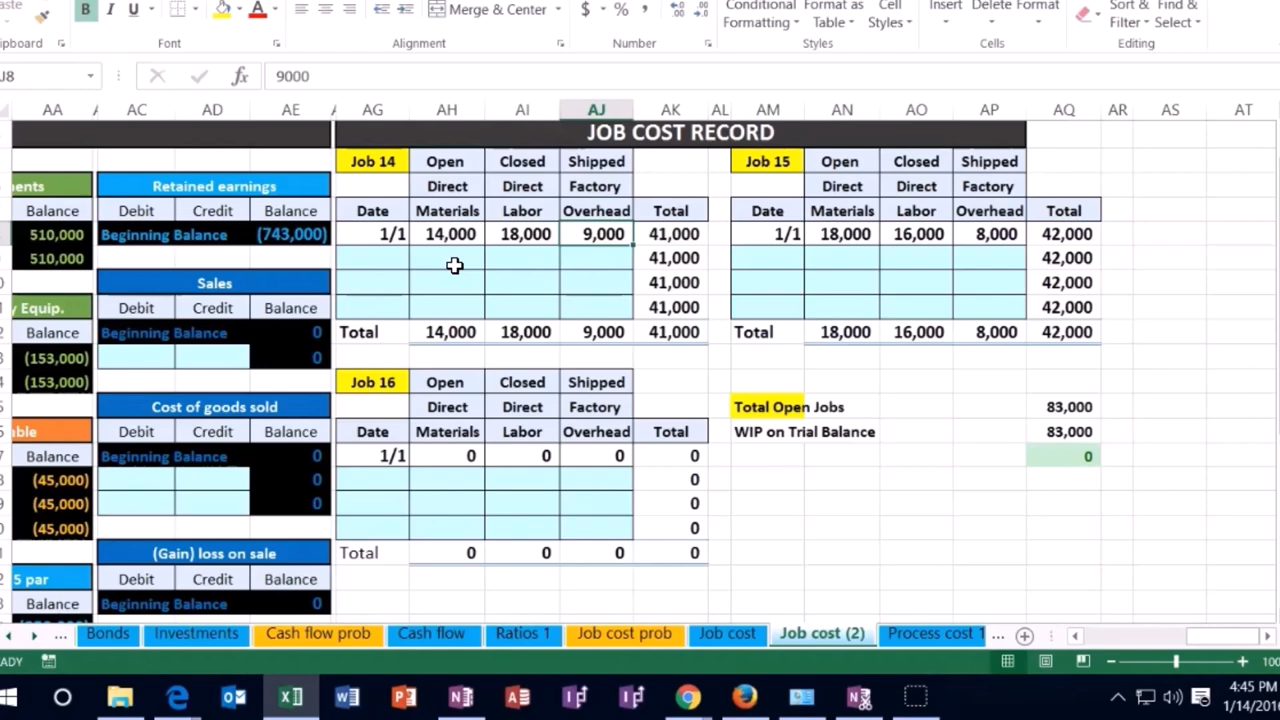 aste
B I U
Merge & Center
$ % ,
Conditional Format as Cell
Formatting Table Styles
Insert Delete Format
Sort & Find &
Filter Select
ipboard Font Alignment Number Styles Cells Editing
J8 fx 9000
AA AC AD AE AG AH AI AJ AK AL AM AN AO AP AQ AR AS AT
JOB COST RECORD
Job 14 Open Closed Shipped Job 15 Open Closed Shipped
ents Retained earnings Direct Direct Factory Direct Direct Factory
Balance Debit Credit Balance Date Materials Labor Overhead Total Date Materials Labor Overhead Total
510,000 Beginning Balance (743,000) 1/1 14,000 18,000 9,000 41,000 1/1 18,000 16,000 8,000 42,000
510,000 41,000 42,000
Sales 41,000 42,000
y Equip. Debit Credit Balance 41,000 42,000
Balance Beginning Balance 0 Total 14,000 18,000 9,000 41,000 Total 18,000 16,000 8,000 42,000
(153,000) 0
(153,000) Job 16 Open Closed Shipped
Cost of goods sold Direct Direct Factory Total Open Jobs 83,000
ble Debit Credit Balance Date Materials Labor Overhead Total WIP on Trial Balance 83,000
Balance Beginning Balance 0 1/1 0 0 0 0 0
(45,000) 0 0
(45,000) 0 0
(45,000) 0
(Gain) loss on sale Total 0 0 0 0
5 par Debit Credit Balance
Balance Beginning Balance 0
... Bonds Investments Cash flow prob Cash flow Ratios 1 Job cost prob Job cost Job cost (2) Process cost 1 ...
ADY 100
4:45 PM